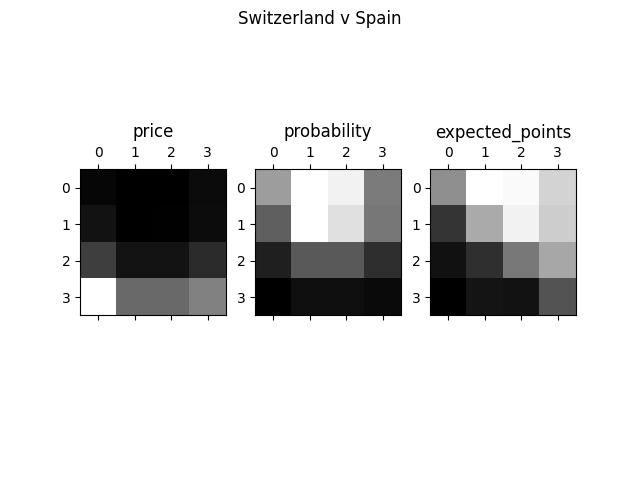 Switzerland v Spain
price probability expected_points
0 1 2 3 0 1 2 3 0 1 2 3
0 0 0
1 1 1
2 2 2
3 3 3